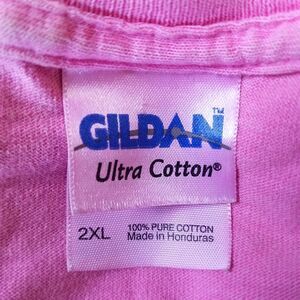 GILDAN™
Ultra Cotton®
2XL
100% PURE COTTON
Made in Honduras